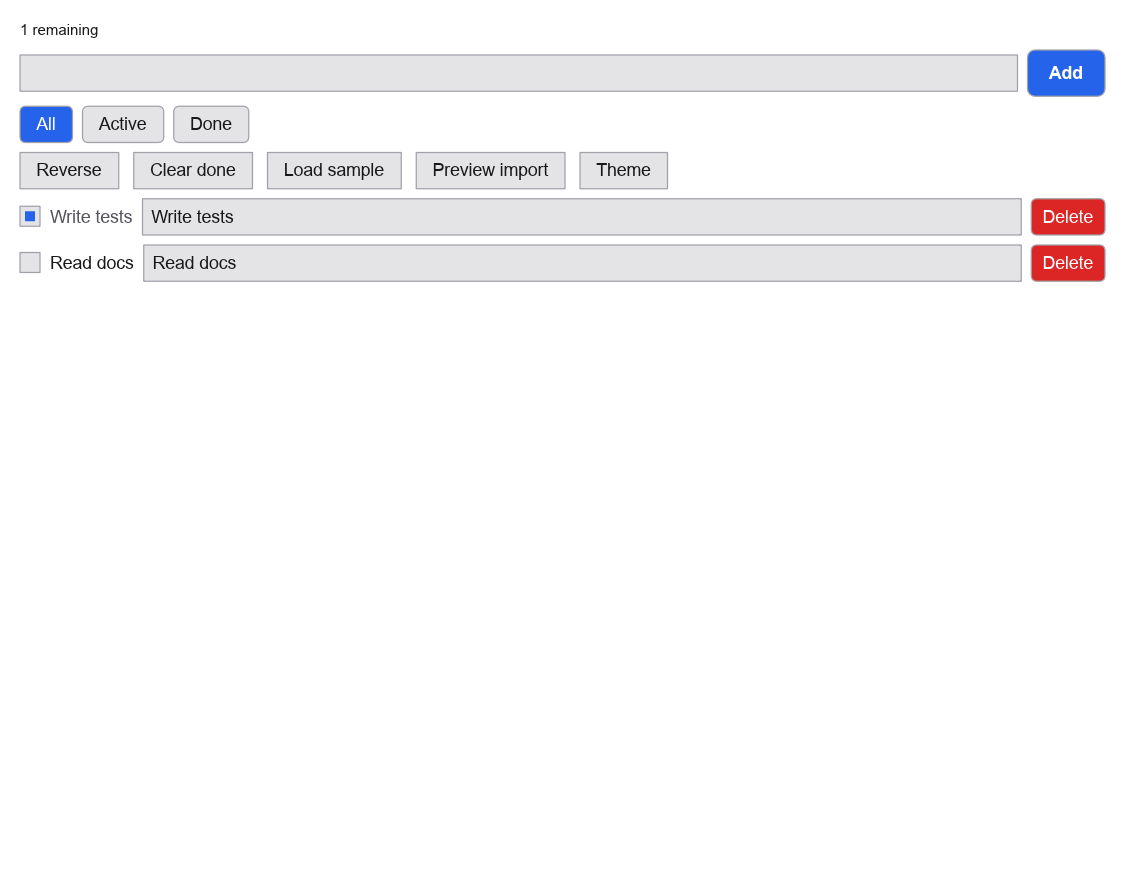 1 remaining
Add
All Active Done
Reverse Clear done Load sample Preview import Theme
Write tests Write tests Delete
Read docs Read docs Delete